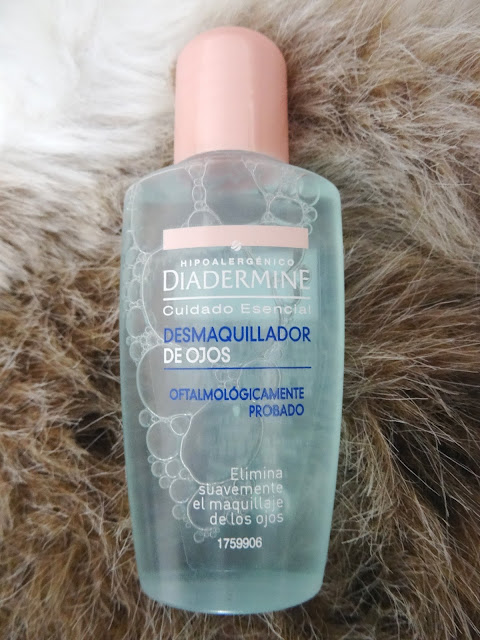 HIPOALERGÉNICO
DIADERMINE
Cuidado Esencial
DESMAQUILLADOR
DE OJOS
OFTALMOLÓGICAMENTE
PROBADO
Elimina
suavemente
el maquillaje
de los ojos
1759906